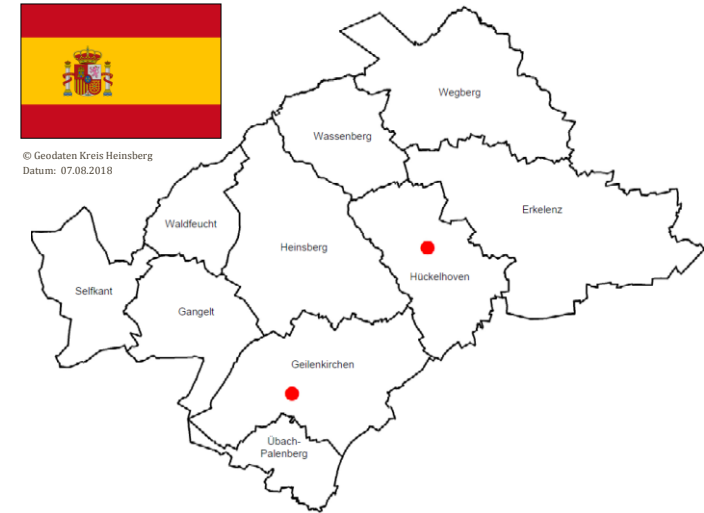 © Geodaten Kreis Heinsberg
Datum: 07.08.2018
Wegberg
Wassenberg
Erkelenz
Waldfeucht
Heinsberg
Hückelhoven
Selfkant
Gangelt
Geilenkirchen
Übach-
Palenberg